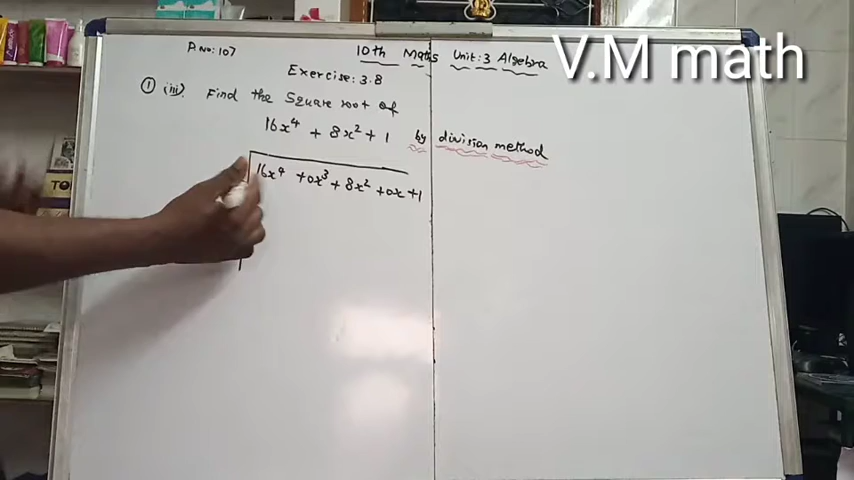 V.M math
P.No: 107
10th Maths Unit: 3 Algebra
Exercise: 3.8
① (iii) Find the Square root of
16x⁴ + 8x² + 1 by division method
16x⁴ + 0x³ + 8x² + 0x + 1